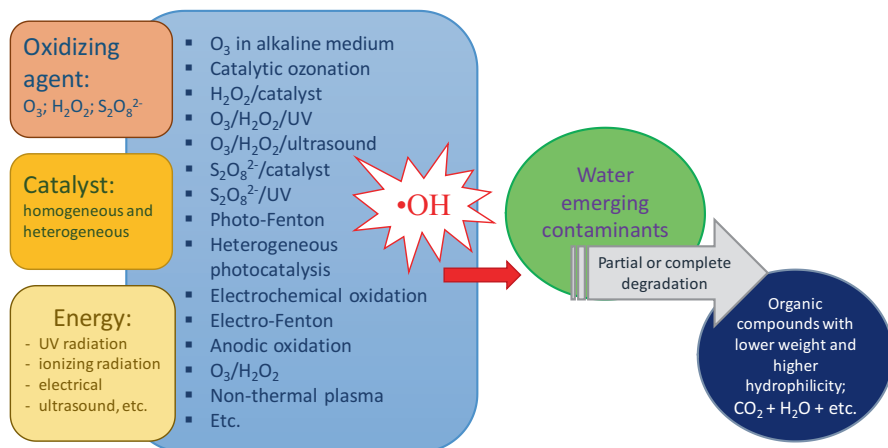 Oxidizing
agent:
O₃; H₂O₂; S₂O₈²⁻
Catalyst:
homogeneous and
heterogeneous
Energy:
- UV radiation
- ionizing radiation
- electrical
- ultrasound, etc.
▪ O₃ in alkaline medium
▪ Catalytic ozonation
▪ H₂O₂/catalyst
▪ O₃/H₂O₂/UV
▪ O₃/H₂O₂/ultrasound
▪ S₂O₈²⁻/catalyst
▪ S₂O₈²⁻/UV
▪ Photo-Fenton
▪ Heterogeneous
photocatalysis
▪ Electrochemical oxidation
▪ Electro-Fenton
▪ Anodic oxidation
▪ O₃/H₂O₂
▪ Non-thermal plasma
▪ Etc.
•OH
Water
emerging
contaminants
Partial or complete
degradation
Organic
compounds with
lower weight and
higher
hydrophilicity;
CO₂ + H₂O + etc.